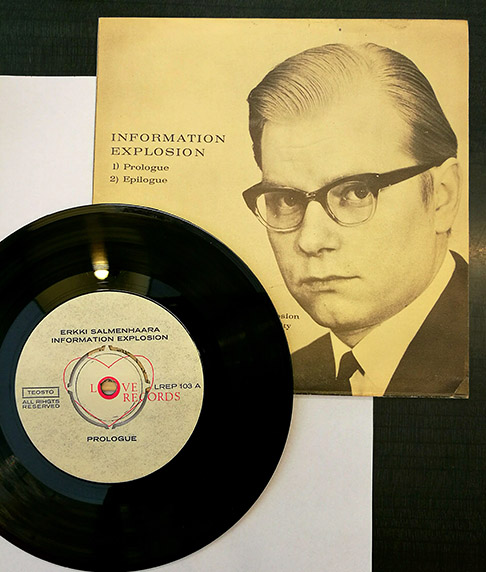 INFORMATION
EXPLOSION
1) Prologue
2) Epilogue
ERKKI SALMENHAARA
INFORMATION EXPLOSION
TEOSTO
ALL RIHGTS
RESERVED
LOVE
RECORDS
LREP 103 A
PROLOGUE